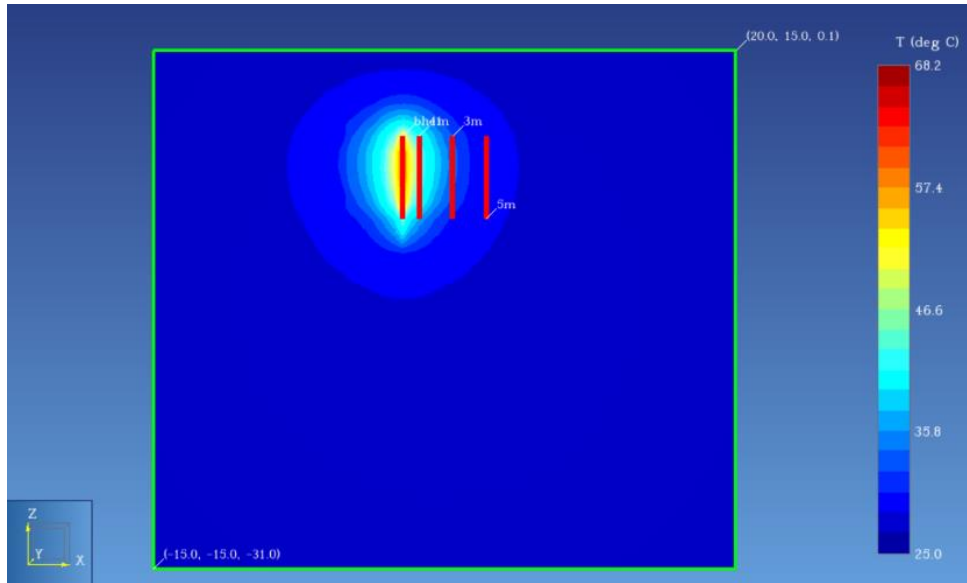 (20.0, 15.0, 0.1)
T (deg C)
68.2
3m
57.4
5m
46.6
35.8
Z
Y
X
(-15.0, -15.0, -31.0)
25.0